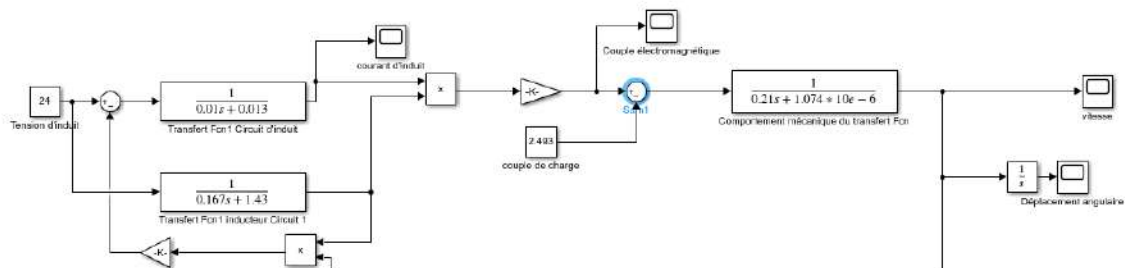 Couple électromagnétique
courant d'induit
24
Tension d'induit
+_
1
0.01s + 0.013
Transfert Fcn1 Circuit d'induit
x
-K-
+_
Sum1
1
0.21s + 1.074 * 10e − 6
Comportement mécanique du transfert Fcn
vitesse
2.493
couple de charge
1
0.167s + 1.43
Transfert Fcn1 inducteur Circuit 1
1
s
Déplacement angulaire
-K-
x